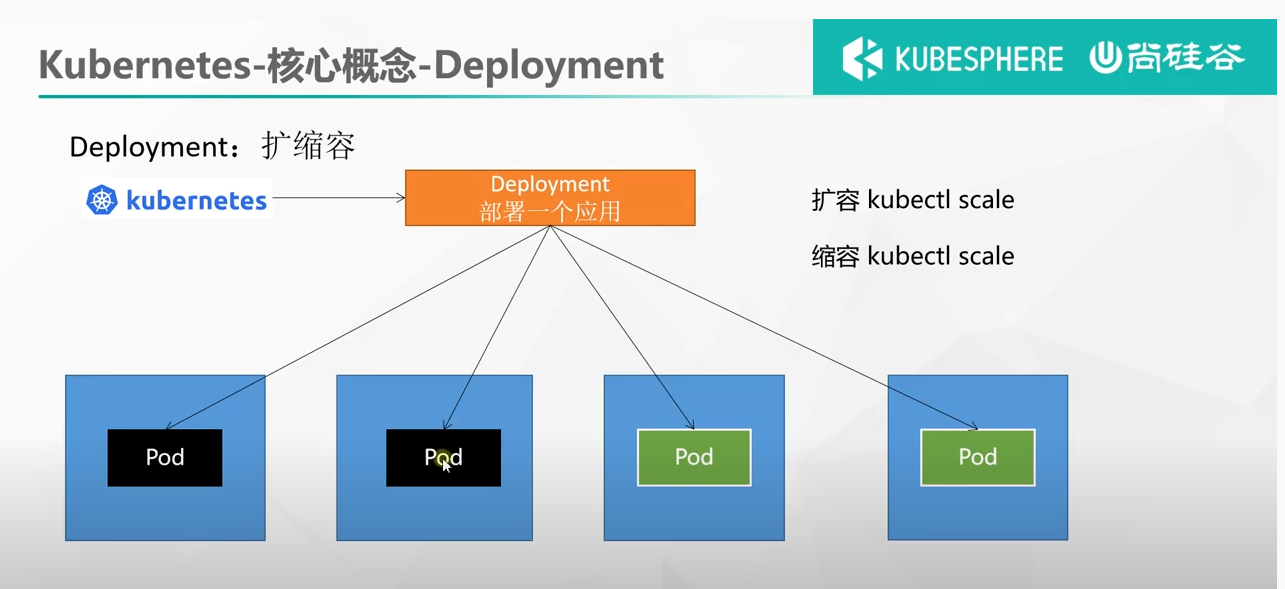 Kubernetes-核心概念-Deployment
KUBESPHERE 尚硅谷
Deployment：扩缩容
kubernetes
Deployment
部署一个应用
扩容 kubectl scale
缩容 kubectl scale
Pod
Pod
Pod
Pod